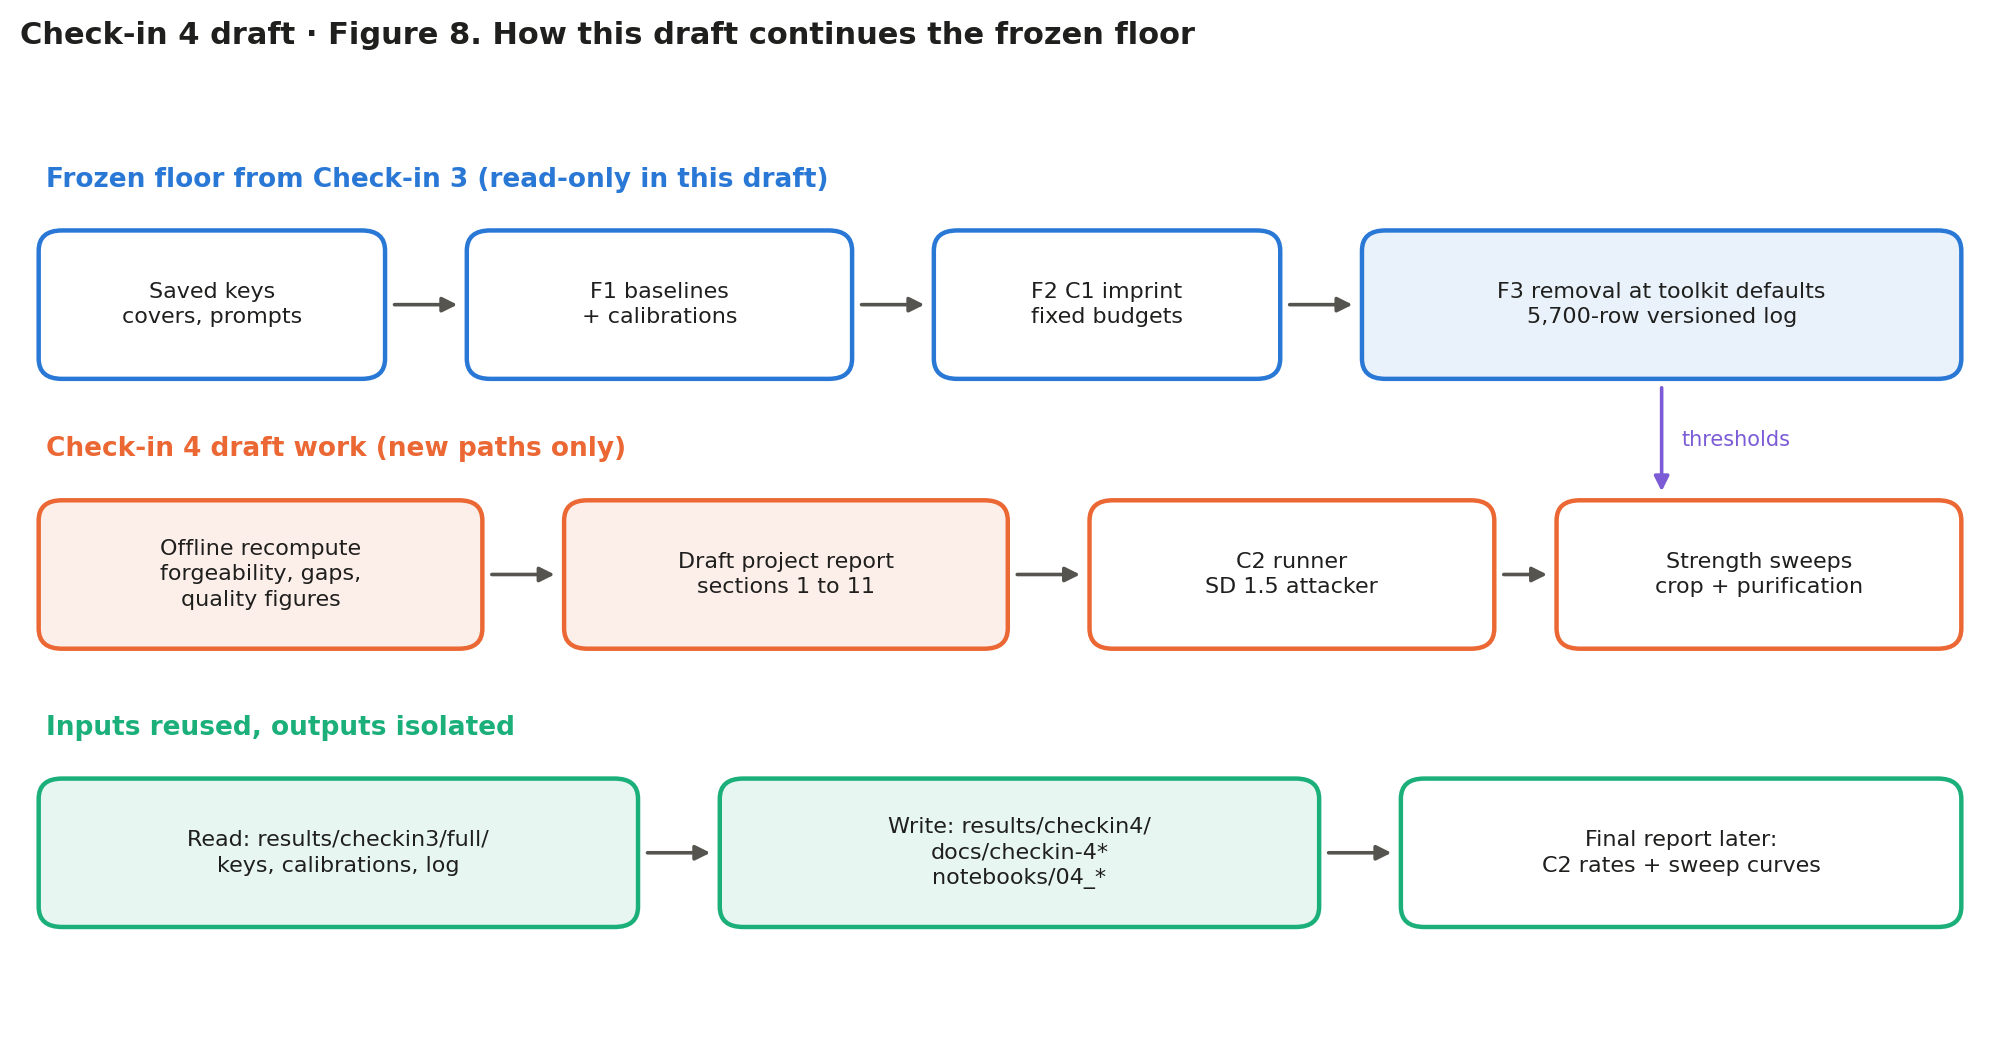 Check-in 4 draft · Figure 8. How this draft continues the frozen floor
Frozen floor from Check-in 3 (read-only in this draft)
Saved keys
covers, prompts
F1 baselines
+ calibrations
F2 C1 imprint
fixed budgets
F3 removal at toolkit defaults
5,700-row versioned log
thresholds
Check-in 4 draft work (new paths only)
Offline recompute
forgeability, gaps,
quality figures
Draft project report
sections 1 to 11
C2 runner
SD 1.5 attacker
Strength sweeps
crop + purification
Inputs reused, outputs isolated
Read: results/checkin3/full/
keys, calibrations, log
Write: results/checkin4/
docs/checkin-4*
notebooks/04_*
Final report later:
C2 rates + sweep curves